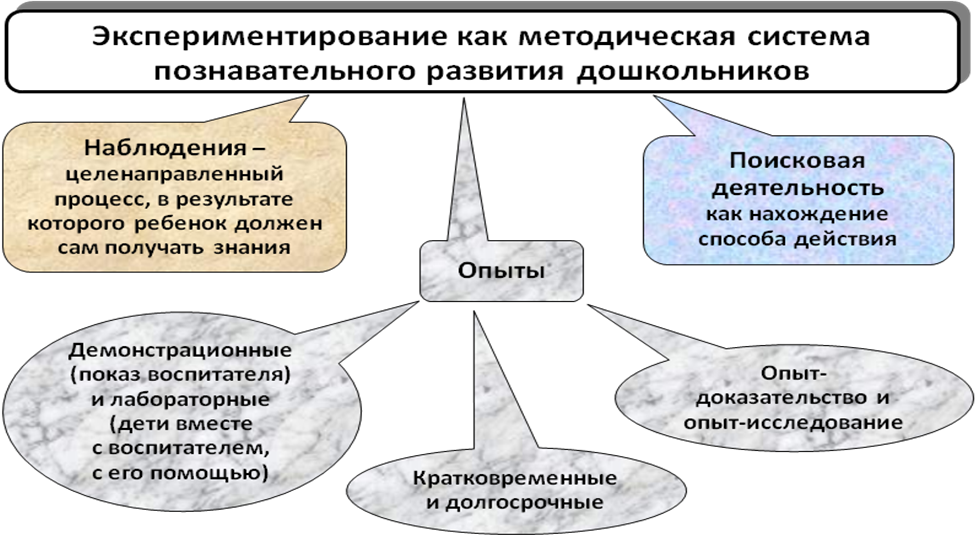 Экспериментирование как методическая система
познавательного развития дошкольников
Наблюдения –
целенаправленный
процесс, в результате
которого ребенок должен
сам получать знания
Поисковая
деятельность
как нахождение
способа действия
Опыты
Демонстрационные
(показ воспитателя)
и лабораторные
(дети вместе
с воспитателем,
с его помощью)
Кратковременные
и долгосрочные
Опыт-
доказательство и
опыт-исследование